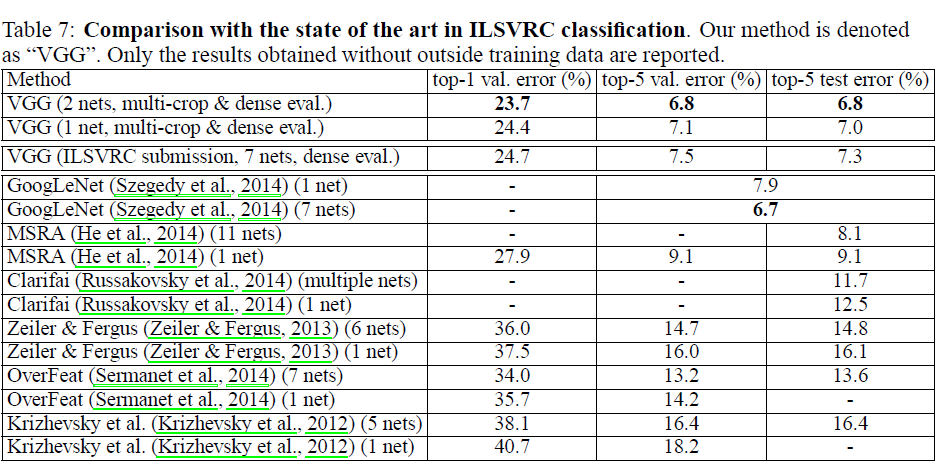 Table 7: Comparison with the state of the art in ILSVRC classification. Our method is denoted
as “VGG”. Only the results obtained without outside training data are reported.
Method top-1 val. error (%) top-5 val. error (%) top-5 test error (%)
VGG (2 nets, multi-crop & dense eval.) 23.7 6.8 6.8
VGG (1 net, multi-crop & dense eval.) 24.4 7.1 7.0
VGG (ILSVRC submission, 7 nets, dense eval.) 24.7 7.5 7.3
GoogLeNet (Szegedy et al., 2014) (1 net) - 7.9
GoogLeNet (Szegedy et al., 2014) (7 nets) - 6.7
MSRA (He et al., 2014) (11 nets) - - 8.1
MSRA (He et al., 2014) (1 net) 27.9 9.1 9.1
Clarifai (Russakovsky et al., 2014) (multiple nets) - - 11.7
Clarifai (Russakovsky et al., 2014) (1 net) - - 12.5
Zeiler & Fergus (Zeiler & Fergus, 2013) (6 nets) 36.0 14.7 14.8
Zeiler & Fergus (Zeiler & Fergus, 2013) (1 net) 37.5 16.0 16.1
OverFeat (Sermanet et al., 2014) (7 nets) 34.0 13.2 13.6
OverFeat (Sermanet et al., 2014) (1 net) 35.7 14.2 -
Krizhevsky et al. (Krizhevsky et al., 2012) (5 nets) 38.1 16.4 16.4
Krizhevsky et al. (Krizhevsky et al., 2012) (1 net) 40.7 18.2 -